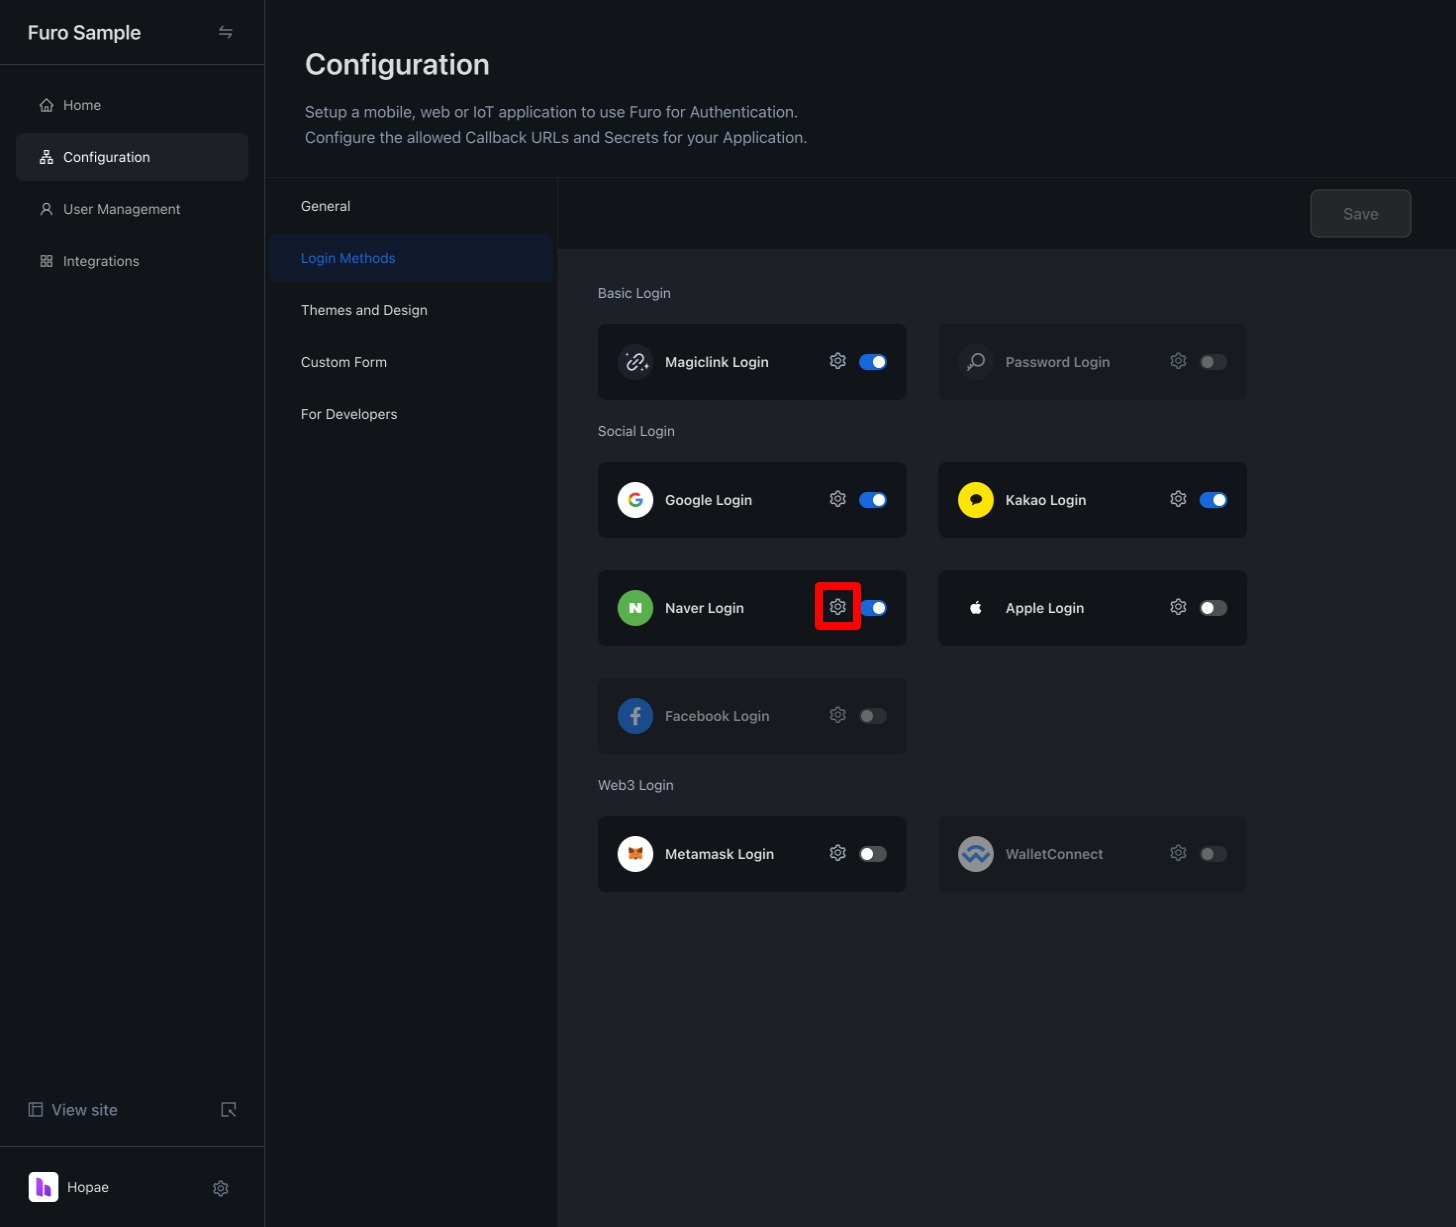 Furo Sample
Home
Configuration
User Management
Integrations
View site
Hopae
Configuration
Setup a mobile, web or IoT application to use Furo for Authentication.
Configure the allowed Callback URLs and Secrets for your Application.
General
Login Methods
Themes and Design
Custom Form
For Developers
Save
Basic Login
Magiclink Login
Password Login
Social Login
Google Login
Kakao Login
Naver Login
Apple Login
Facebook Login
Web3 Login
Metamask Login
WalletConnect